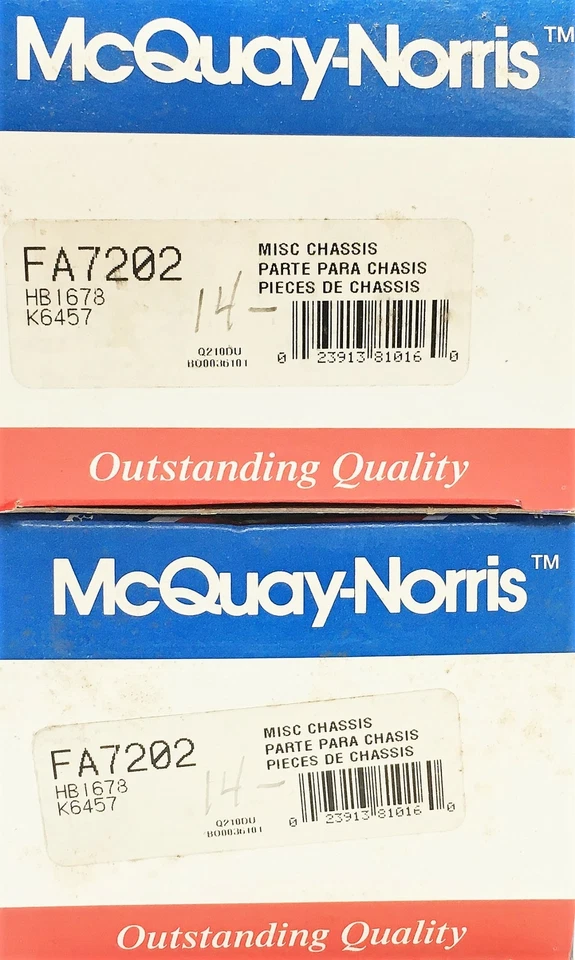 McQuay-Norris™
FA7202
HB1678
K6457
14-
MISC CHASSIS
PARTE PARA CHASIS
PIECES DE CHASSIS
Q210DU
BO0036101
0 23913 81016 0
Outstanding Quality
McQuay-Norris™
FA7202
HB1678
K6457
14-
MISC CHASSIS
PARTE PARA CHASIS
PIECES DE CHASSIS
Q210DU
BO0036101
0 23913 81016 0
Outstanding Quality